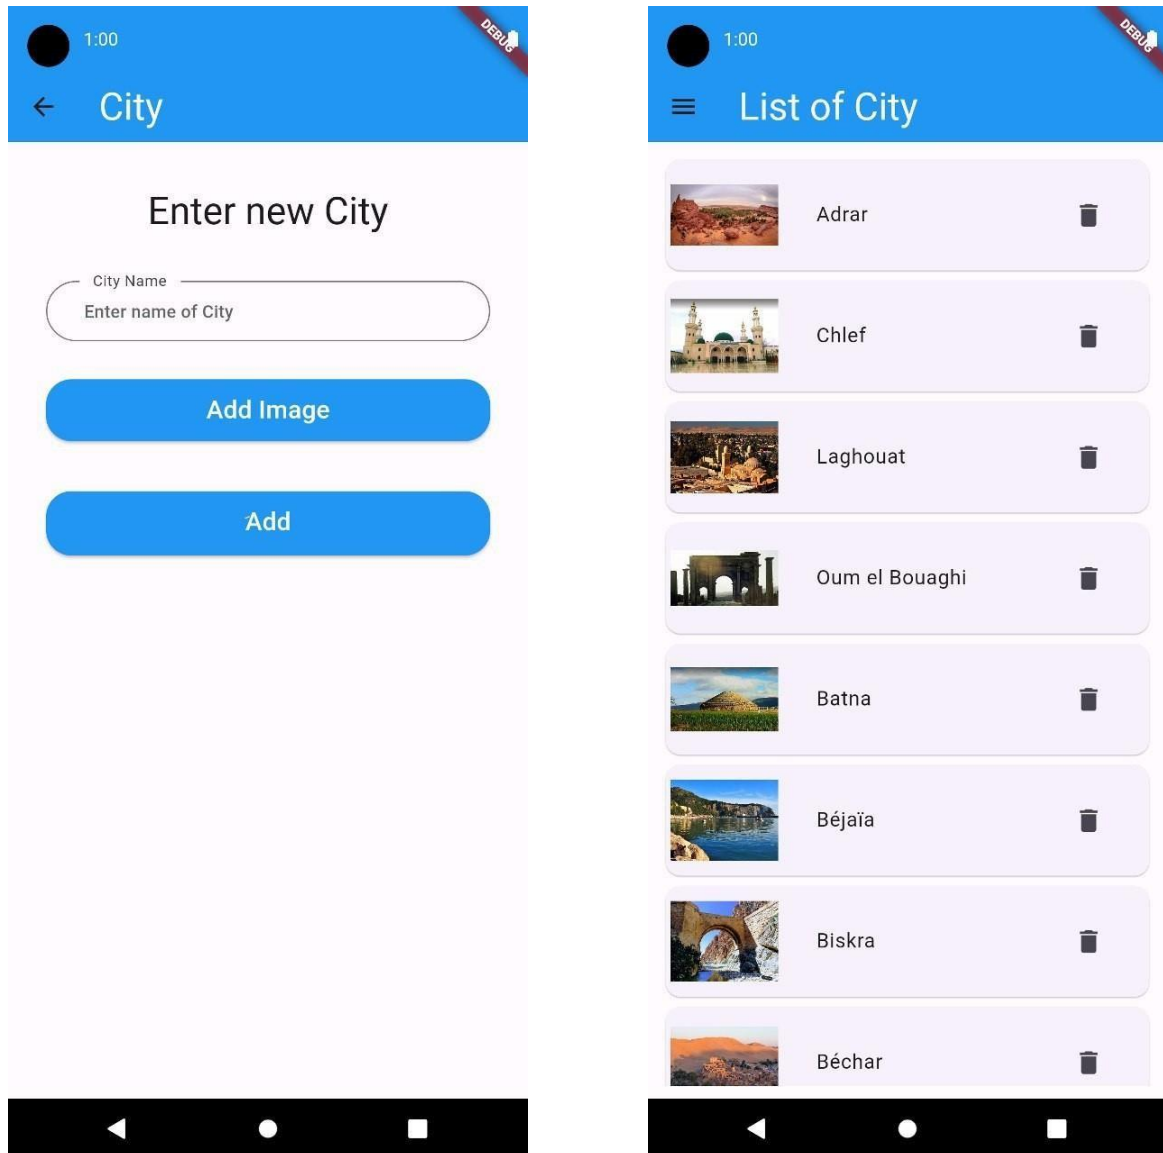 1:00
DEBUG
City
Enter new City
City Name
Enter name of City
Add Image
Add
1:00
DEBUG
List of City
Adrar
Chlef
Laghouat
Oum el Bouaghi
Batna
Béjaïa
Biskra
Béchar